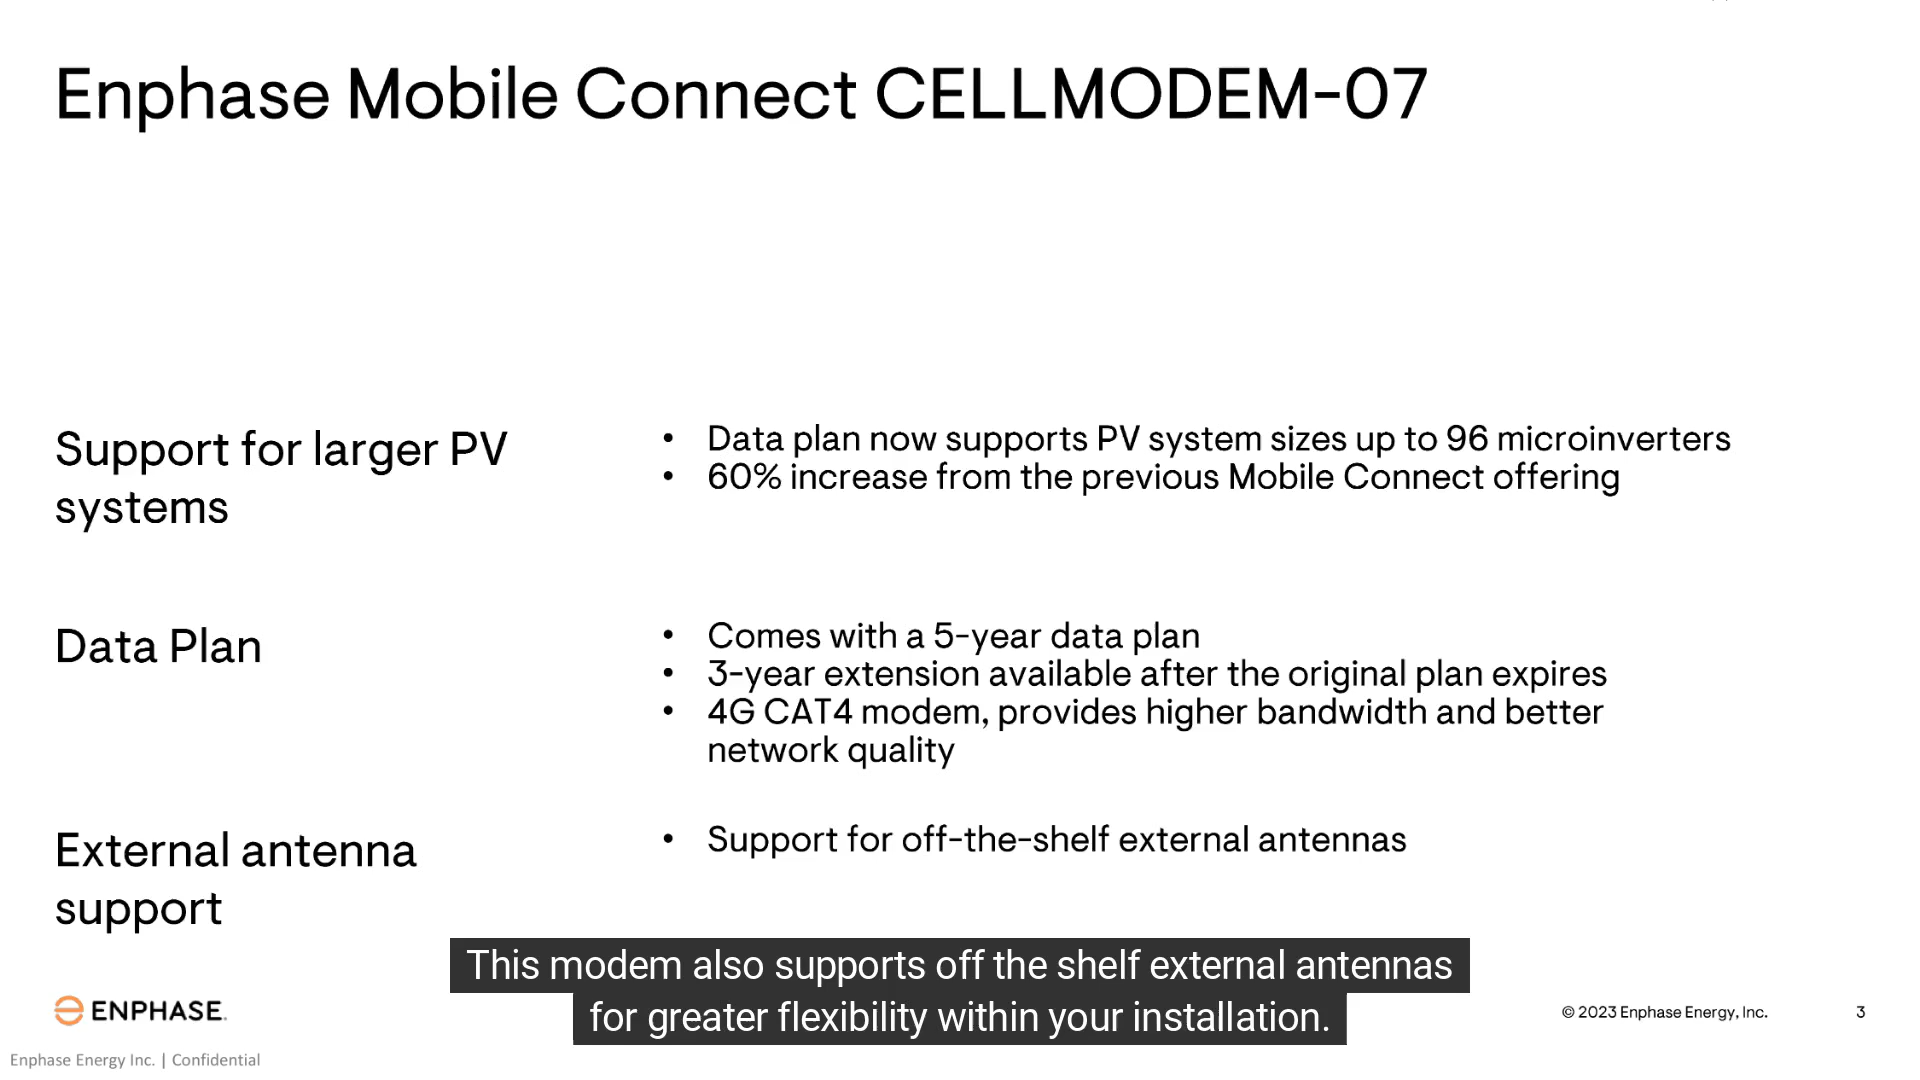 Enphase Mobile Connect CELLMODEM-07
Support for larger PV
systems
• Data plan now supports PV system sizes up to 96 microinverters
• 60% increase from the previous Mobile Connect offering
Data Plan
• Comes with a 5-year data plan
• 3-year extension available after the original plan expires
• 4G CAT4 modem, provides higher bandwidth and better
network quality
External antenna
support
• Support for off-the-shelf external antennas
This modem also supports off the shelf external antennas
for greater flexibility within your installation.
ENPHASE.
© 2023 Enphase Energy, Inc.
3
Enphase Energy Inc. | Confidential